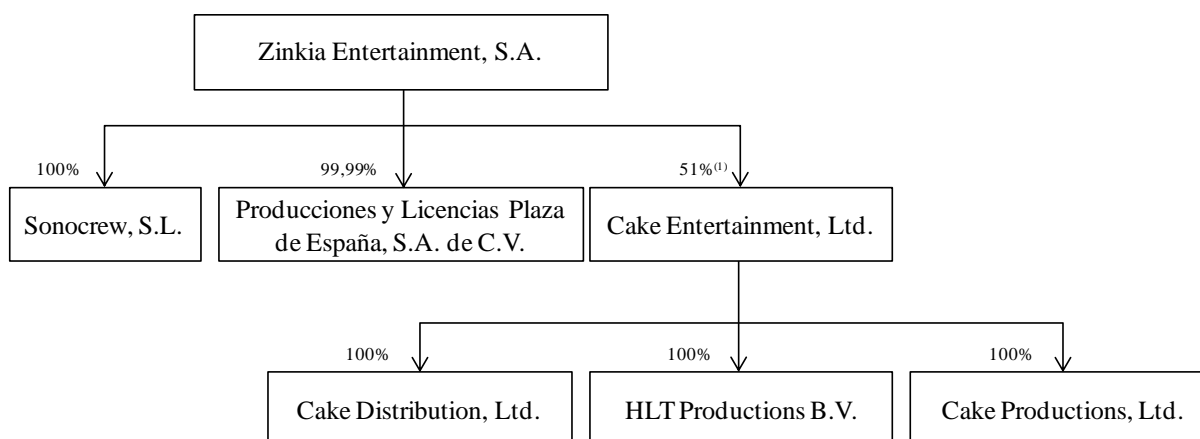 Zinkia Entertainment, S.A.
100%
99,99%
51%(1)
Sonocrew, S.L.
Producciones y Licencias Plaza
de España, S.A. de C.V.
Cake Entertainment, Ltd.
100%
100%
100%
Cake Distribution, Ltd.
HLT Productions B.V.
Cake Productions, Ltd.